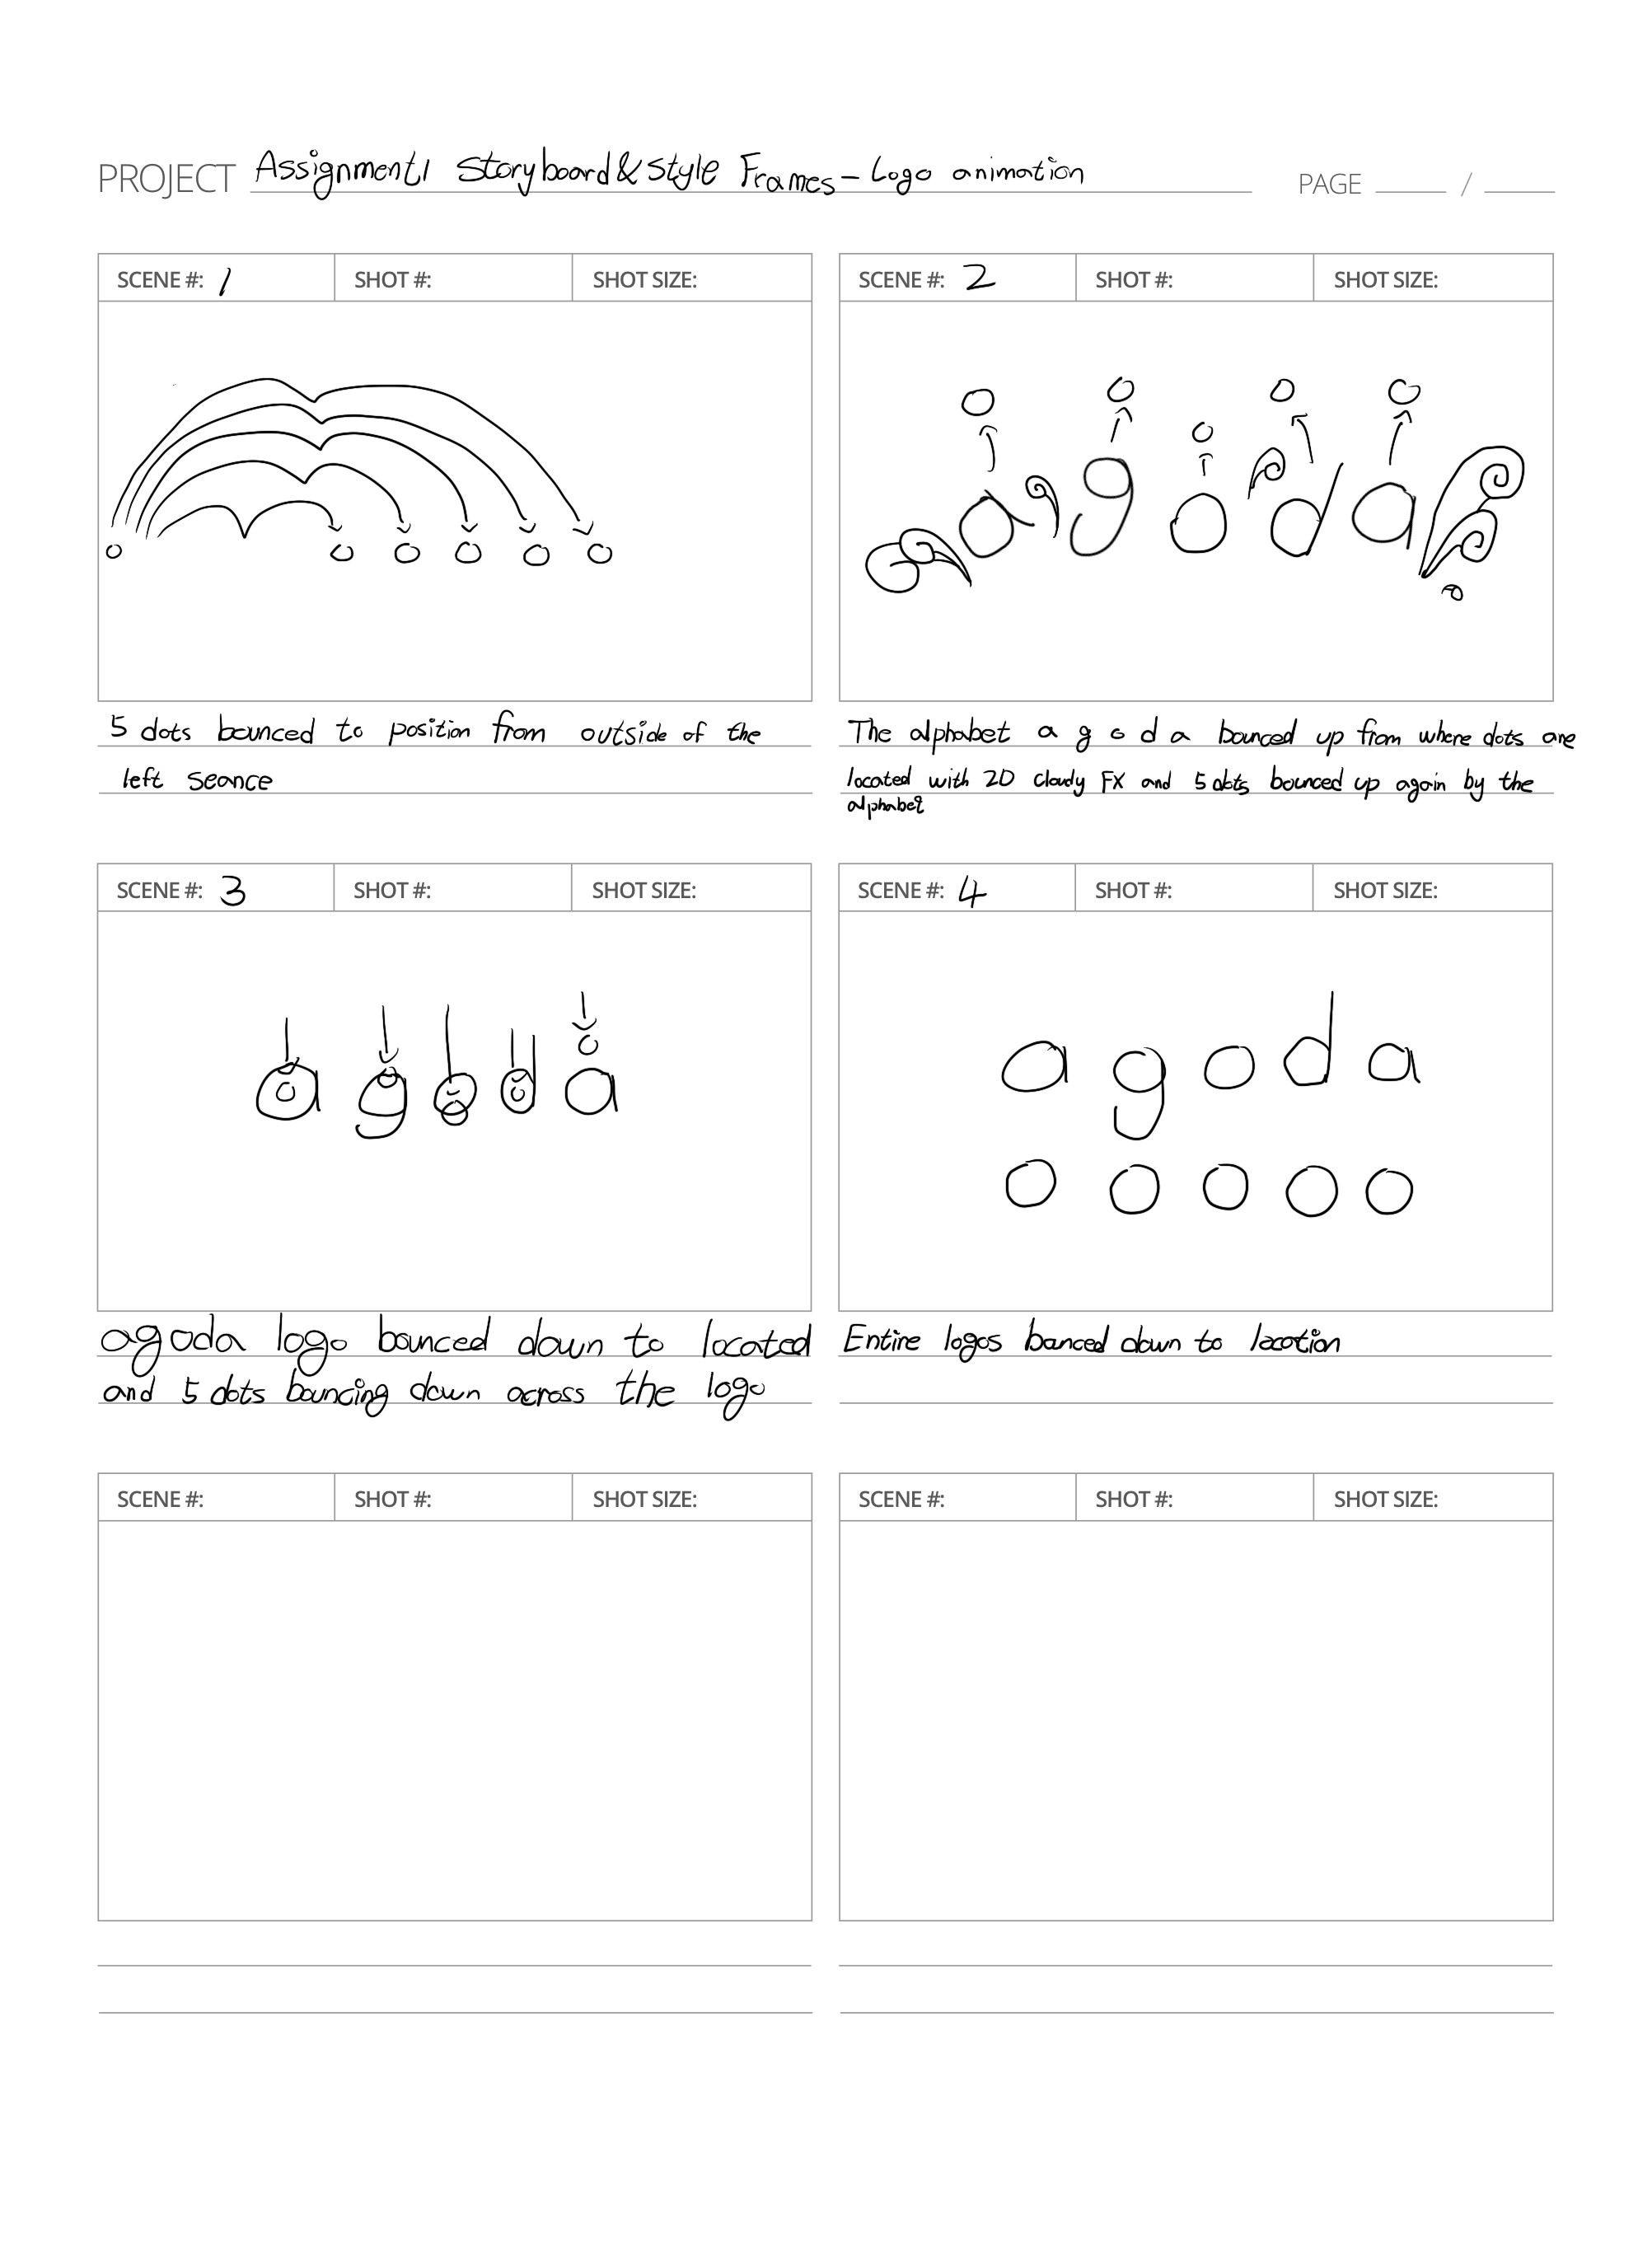 PROJECT Assignment1 Storyboard & Style Frames - Logo animation PAGE /
SCENE #: 1 SHOT #: SHOT SIZE:
5 dots bounced to position from outside of the
left seance
SCENE #: 2 SHOT #: SHOT SIZE:
a g o d a
The alphabet a g o d a bounced up from where dots are
located with 2D cloudy FX and 5 dots bounced up again by the
alphabet
SCENE #: 3 SHOT #: SHOT SIZE:
a g o d a
agoda logo bounced down to located
and 5 dots bouncing down across the logo
SCENE #: 4 SHOT #: SHOT SIZE:
a g o d a
Entire logos banced down to location
SCENE #: SHOT #: SHOT SIZE:
SCENE #: SHOT #: SHOT SIZE: